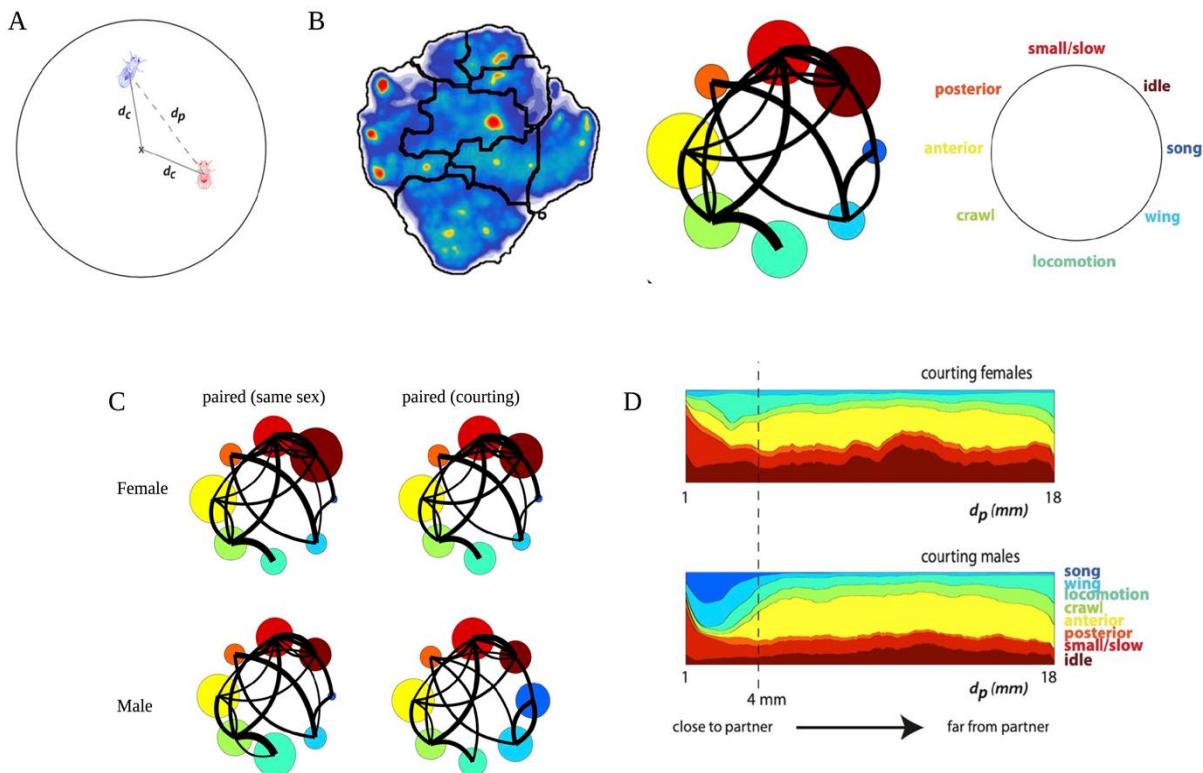 A
d_c
d_p
x
d_c
B
small/slow
posterior
idle
anterior
song
crawl
wing
locomotion
C
paired (same sex)
paired (courting)
Female
Male
D
courting females
1
18
d_p (mm)
courting males
song
wing
locomotion
crawl
anterior
posterior
small/slow
idle
1
18
4 mm
d_p (mm)
close to partner
far from partner